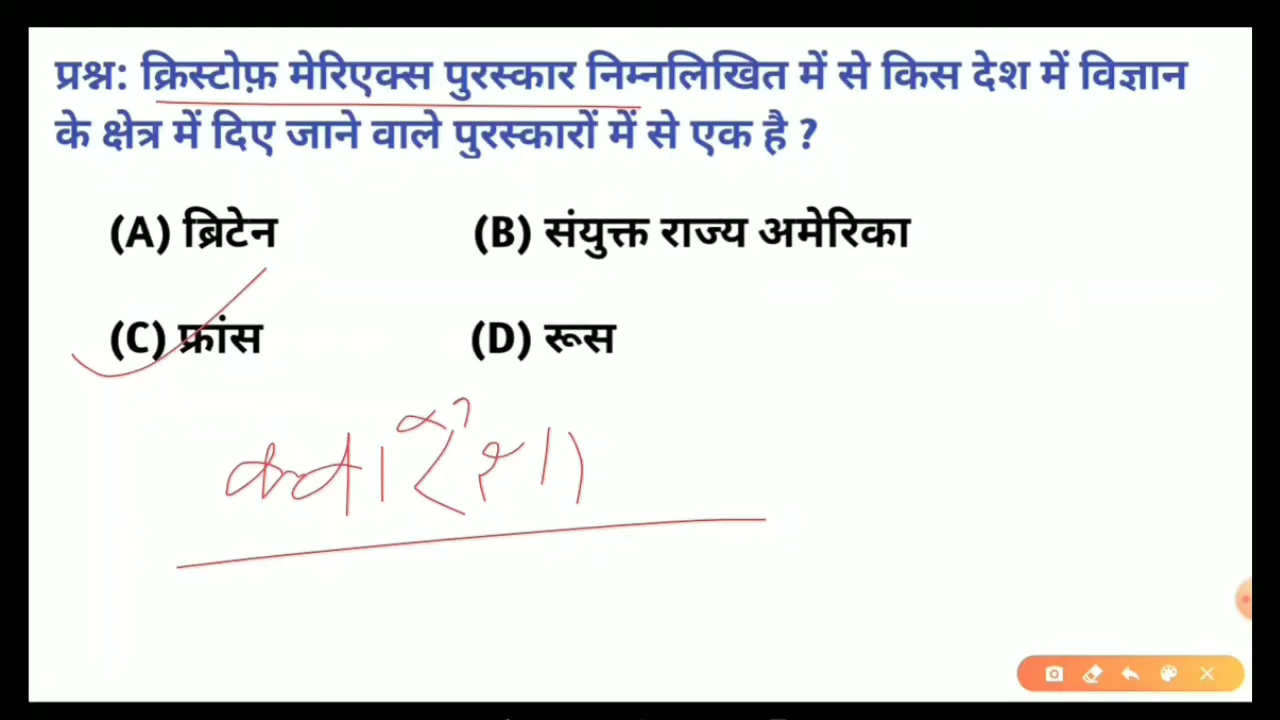 प्रश्न: क्रिस्टोफ़ मेरिएक्स पुरस्कार निम्नलिखित में से किस देश में विज्ञान
के क्षेत्र में दिए जाने वाले पुरस्कारों में से एक है ?
(A) ब्रिटेन (B) संयुक्त राज्य अमेरिका
(C) फ्रांस (D) रूस